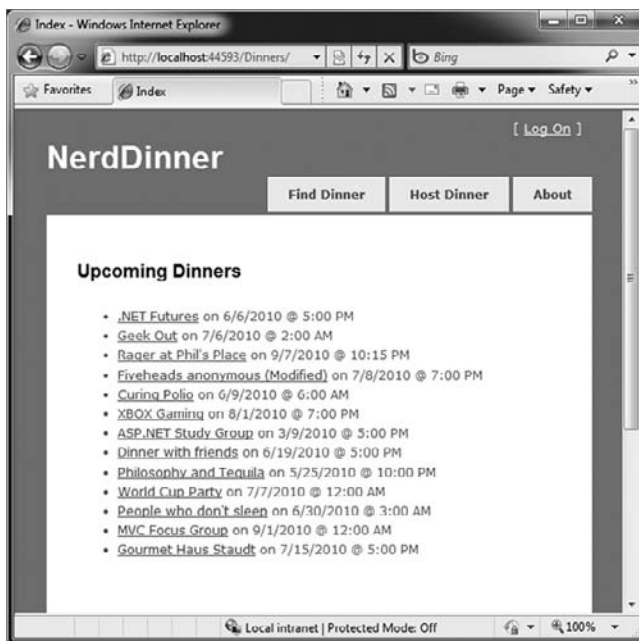 Index - Windows Internet Explorer
http://localhost:44593/Dinners/
Bing
Favorites
Index
Page
Safety
»
[ Log On ]
NerdDinner
Find Dinner
Host Dinner
About
Upcoming Dinners
• .NET Futures on 6/6/2010 @ 5:00 PM
• Geek Out on 7/6/2010 @ 2:00 AM
• Rager at Phil's Place on 9/7/2010 @ 10:15 PM
• Fiveheads anonymous (Modified) on 7/8/2010 @ 7:00 PM
• Curing Polio on 6/9/2010 @ 6:00 AM
• XBOX Gaming on 8/1/2010 @ 7:00 PM
• ASP.NET Study Group on 3/9/2010 @ 5:00 PM
• Dinner with friends on 6/19/2010 @ 5:00 PM
• Philosophy and Tequila on 5/25/2010 @ 10:00 PM
• World Cup Party on 7/7/2010 @ 12:00 AM
• People who don't sleep on 6/30/2010 @ 3:00 AM
• MVC Focus Group on 9/1/2010 @ 12:00 AM
• Gourmet Haus Staudt on 7/15/2010 @ 5:00 PM
Local intranet | Protected Mode: Off
100%